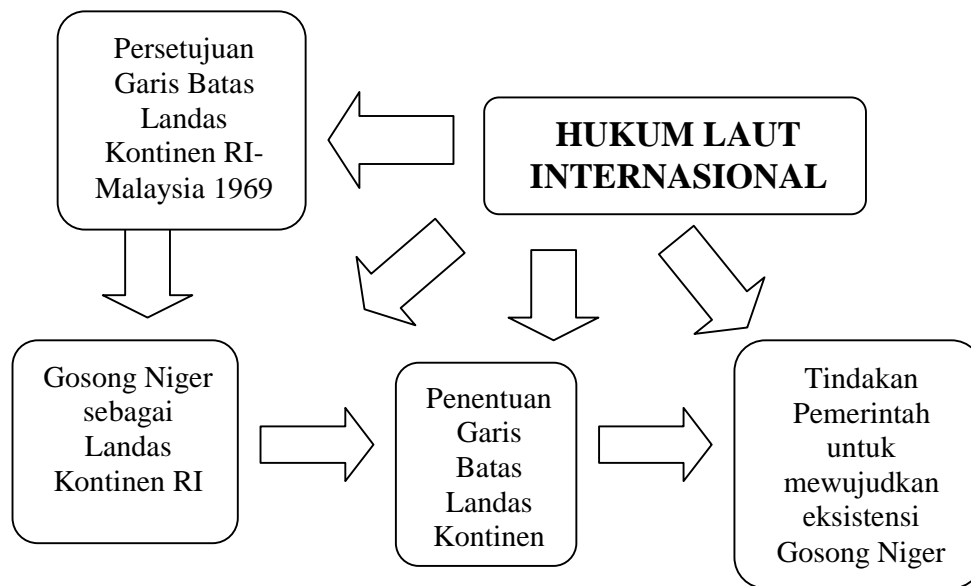 Persetujuan
Garis Batas
Landas
Kontinen RI-
Malaysia 1969
HUKUM LAUT
INTERNASIONAL
Gosong Niger
sebagai
Landas
Kontinen RI
Penentuan
Garis
Batas
Landas
Kontinen
Tindakan
Pemerintah
untuk
mewujudkan
eksistensi
Gosong Niger